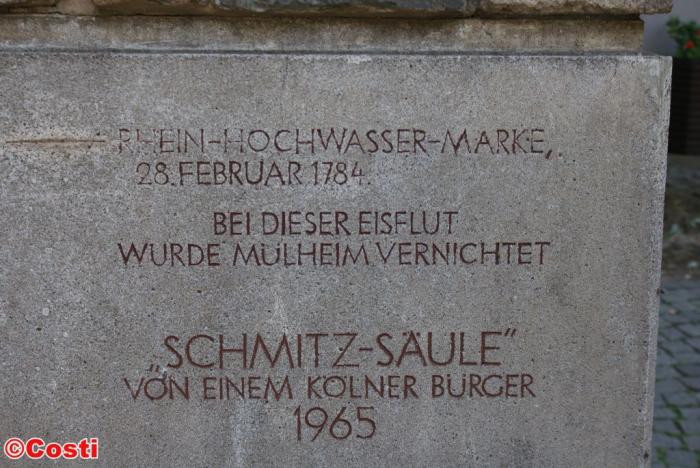 RHEIN-HOCHWASSER-MARKE,
28. FEBRUAR 1784.
BEI DIESER EISFLUT
WURDE MÜLHEIM VERNICHTET
„SCHMITZ-SÄULE“
VON EINEM KÖLNER BÜRGER
1965
©Costi